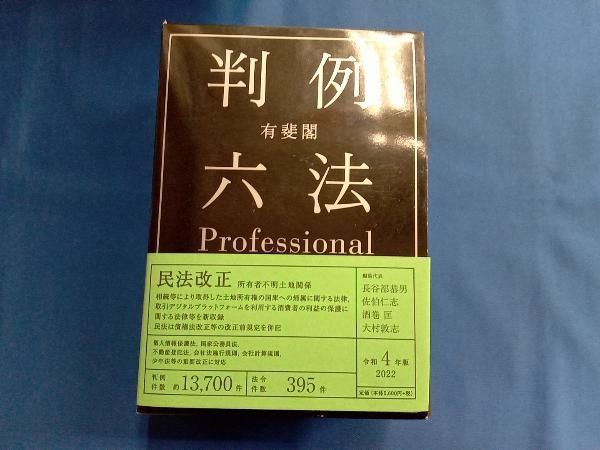 判例
有斐閣
六法
Professional
民法改正 所有者不明土地関係
相続等により取得した土地所有権の国庫への帰属に関する法律,
取引デジタルプラットフォームを利用する消費者の利益の保護に
関する法律等を新収録
民法は債権法改正等の改正前規定を併記
個人情報保護法, 国家公務員法,
不動産登記法, 会社法施行規則, 会社計算規則,
少年法等の重要改正に対応
判例件数 約13,700件 法令件数 395件
編集代表
長谷部恭男
佐伯仁志
酒巻 匡
大村敦志
令和4年版
2022
定価(本体5,600円+税)